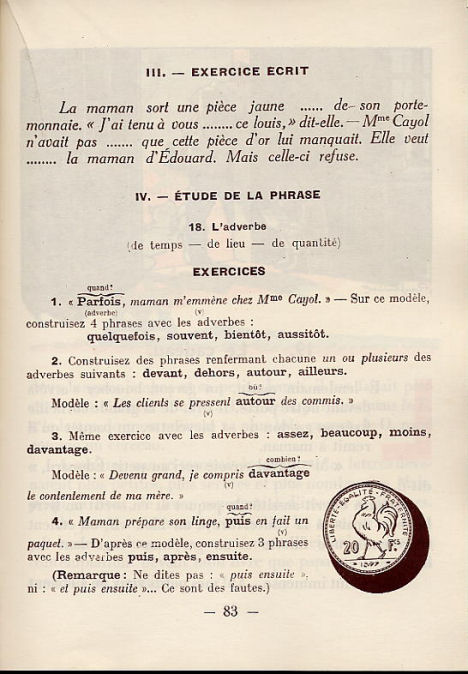 III. — EXERCICE ECRIT
La maman sort une pièce jaune ...... de son porte-
monnaie. « J'ai tenu à vous ........ ce louis, » dit-elle. — Mme Cayol
n'avait pas ....... que cette pièce d'or lui manquait. Elle veut
........ la maman d'Édouard. Mais celle-ci refuse.
IV. — ÉTUDE DE LA PHRASE
18. L'adverbe
(de temps — de lieu — de quantité)
EXERCICES
quand?
1. « Parfois, maman m'emmène chez Mme Cayol. » — Sur ce modèle,
(adverbe) (v)
construisez 4 phrases avec les adverbes :
quelquefois, souvent, bientôt, aussitôt.
2. Construisez des phrases renfermant chacune un ou plusieurs des
adverbes suivants : devant, dehors, autour, ailleurs.
où?
Modèle : « Les clients se pressent autour des commis. »
(v)
3. Même exercice avec les adverbes : assez, beaucoup, moins,
davantage.
combien?
Modèle : « Devenu grand, je compris davantage
(v)
le contentement de ma mère. »
quand?
4. « Maman prépare son linge, puis en fait un
(v)
paquet. » — D'après ce modèle, construisez 3 phrases
avec les adverbes puis, après, ensuite.
(Remarque : Ne dites pas : « puis ensuite »,
ni : « et puis ensuite »... Ce sont des fautes.)
LIBERTÉ·ÉGALITÉ·FRATERNITÉ
20 Fcs
— 83 —